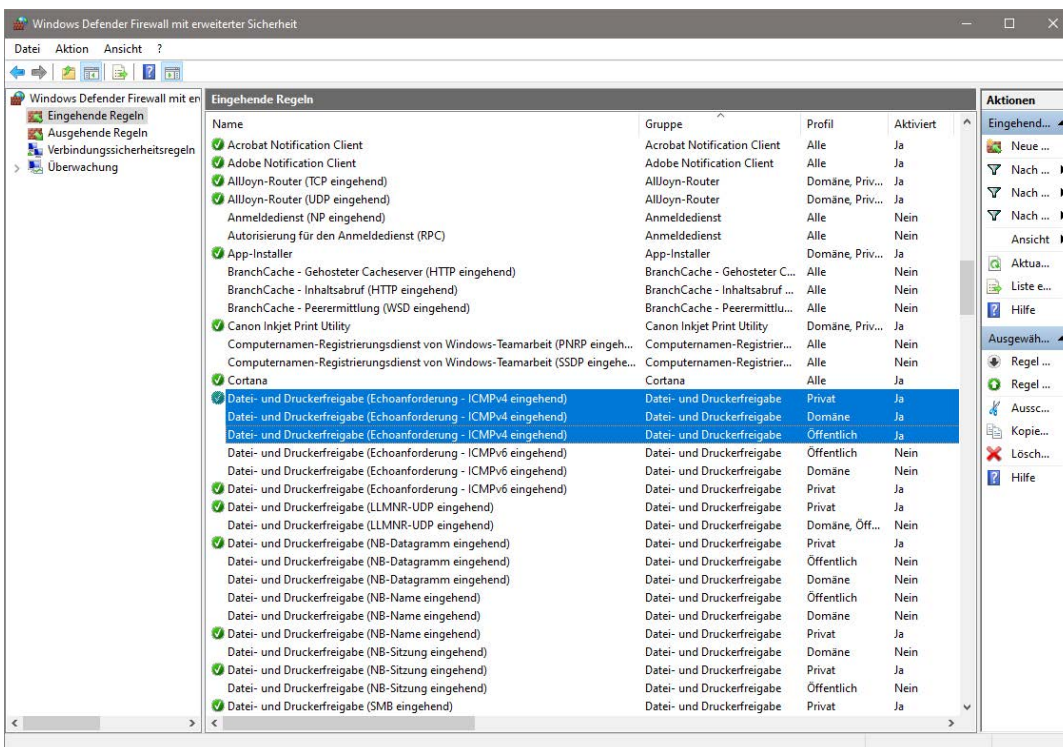 Windows Defender Firewall mit erweiterter Sicherheit
Datei Aktion Ansicht ?
Windows Defender Firewall mit er
Eingehende Regeln
Ausgehende Regeln
Verbindungssicherheitsregeln
Überwachung
Eingehende Regeln
Name Gruppe Profil Aktiviert
Acrobat Notification Client Acrobat Notification Client Alle Ja
Adobe Notification Client Adobe Notification Client Alle Ja
AllJoyn-Router (TCP eingehend) AllJoyn-Router Domäne, Priv... Ja
AllJoyn-Router (UDP eingehend) AllJoyn-Router Domäne, Priv... Ja
Anmeldedienst (NP eingehend) Anmeldedienst Alle Nein
Autorisierung für den Anmeldedienst (RPC) Anmeldedienst Alle Nein
App-Installer App-Installer Domäne, Priv... Ja
BranchCache - Gehosteter Cacheserver (HTTP eingehend) BranchCache - Gehosteter C... Alle Nein
BranchCache - Inhaltsabruf (HTTP eingehend) BranchCache - Inhaltsabruf ... Alle Nein
BranchCache - Peerermittlung (WSD eingehend) BranchCache - Peerermittlu... Alle Nein
Canon Inkjet Print Utility Canon Inkjet Print Utility Domäne, Priv... Ja
Computernamen-Registrierungsdienst von Windows-Teamarbeit (PNRP eingeh... Computernamen-Registrier... Alle Nein
Computernamen-Registrierungsdienst von Windows-Teamarbeit (SSDP eingehe... Computernamen-Registrier... Alle Nein
Cortana Cortana Alle Ja
Datei- und Druckerfreigabe (Echoanforderung - ICMPv4 eingehend) Datei- und Druckerfreigabe Privat Ja
Datei- und Druckerfreigabe (Echoanforderung - ICMPv4 eingehend) Datei- und Druckerfreigabe Domäne Ja
Datei- und Druckerfreigabe (Echoanforderung - ICMPv4 eingehend) Datei- und Druckerfreigabe Öffentlich Ja
Datei- und Druckerfreigabe (Echoanforderung - ICMPv6 eingehend) Datei- und Druckerfreigabe Öffentlich Nein
Datei- und Druckerfreigabe (Echoanforderung - ICMPv6 eingehend) Datei- und Druckerfreigabe Domäne Nein
Datei- und Druckerfreigabe (Echoanforderung - ICMPv6 eingehend) Datei- und Druckerfreigabe Privat Ja
Datei- und Druckerfreigabe (LLMNR-UDP eingehend) Datei- und Druckerfreigabe Privat Ja
Datei- und Druckerfreigabe (LLMNR-UDP eingehend) Datei- und Druckerfreigabe Domäne, Öff... Nein
Datei- und Druckerfreigabe (NB-Datagramm eingehend) Datei- und Druckerfreigabe Privat Ja
Datei- und Druckerfreigabe (NB-Datagramm eingehend) Datei- und Druckerfreigabe Öffentlich Nein
Datei- und Druckerfreigabe (NB-Datagramm eingehend) Datei- und Druckerfreigabe Domäne Nein
Datei- und Druckerfreigabe (NB-Name eingehend) Datei- und Druckerfreigabe Öffentlich Nein
Datei- und Druckerfreigabe (NB-Name eingehend) Datei- und Druckerfreigabe Domäne Nein
Datei- und Druckerfreigabe (NB-Name eingehend) Datei- und Druckerfreigabe Privat Ja
Datei- und Druckerfreigabe (NB-Sitzung eingehend) Datei- und Druckerfreigabe Domäne Nein
Datei- und Druckerfreigabe (NB-Sitzung eingehend) Datei- und Druckerfreigabe Privat Ja
Datei- und Druckerfreigabe (NB-Sitzung eingehend) Datei- und Druckerfreigabe Öffentlich Nein
Datei- und Druckerfreigabe (SMB eingehend) Datei- und Druckerfreigabe Privat Ja
Aktionen
Eingehend...
Neue ...
Nach ...
Nach ...
Nach ...
Ansicht
Aktua...
Liste e...
Hilfe
Ausgewäh...
Regel ...
Regel ...
Aussc...
Kopie...
Lösch...
Hilfe